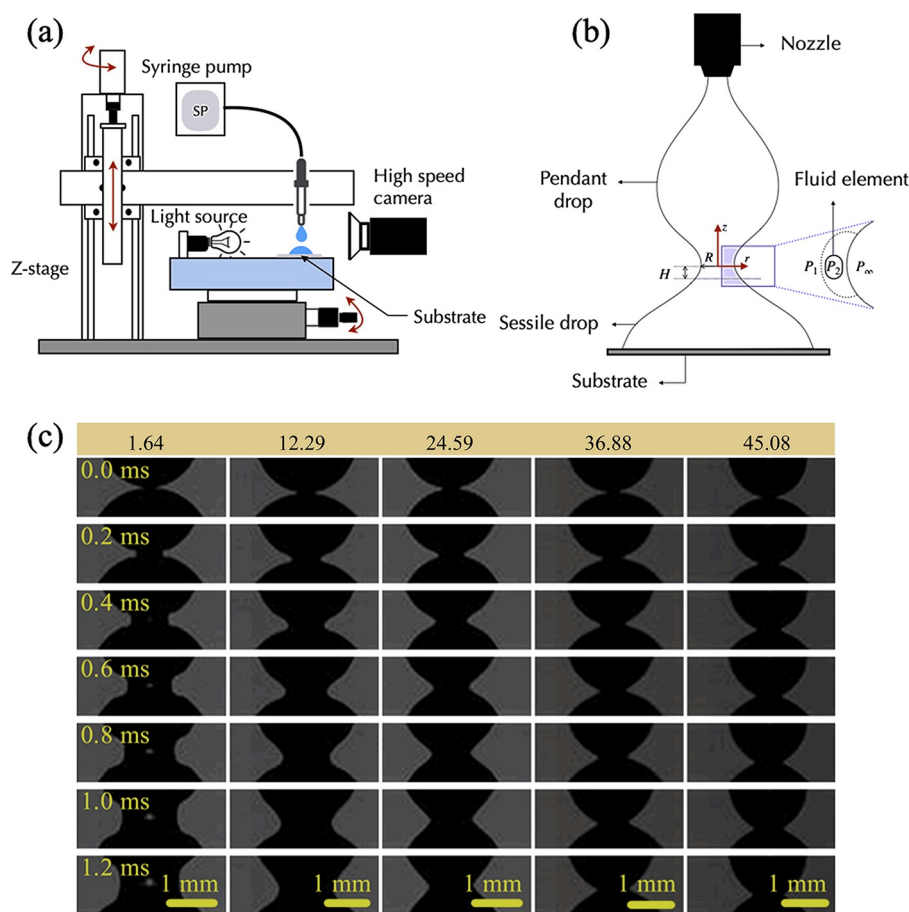 (a)
Syringe pump
SP
High speed
camera
Light source
Z-stage
Substrate
(b)
Nozzle
Pendant
drop
Fluid element
z
R
r
H
P1
P2
P∞
Sessile drop
Substrate
(c)
1.64 12.29 24.59 36.88 45.08
0.0 ms
0.2 ms
0.4 ms
0.6 ms
0.8 ms
1.0 ms
1.2 ms
1 mm 1 mm 1 mm 1 mm 1 mm